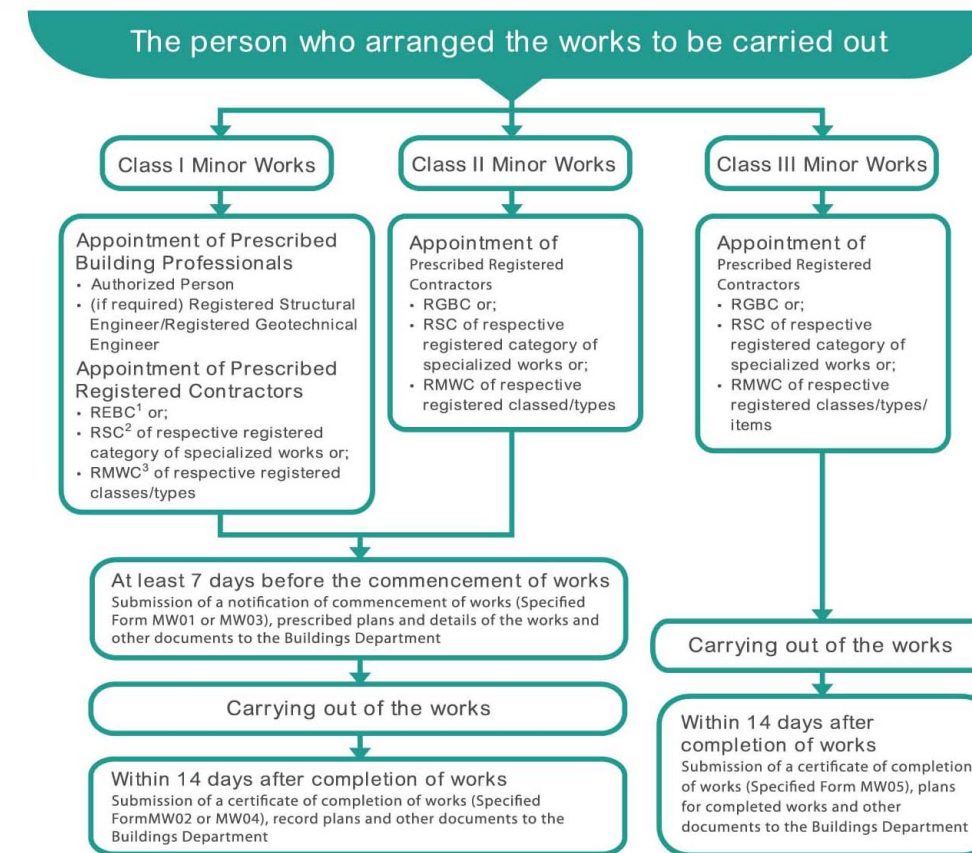 The person who arranged the works to be carried out
Class I Minor Works
Class II Minor Works
Class III Minor Works
Appointment of Prescribed
Building Professionals
• Authorized Person
• (if required) Registered Structural
Engineer/Registered Geotechnical
Engineer
Appointment of Prescribed
Registered Contractors
• REBC¹ or;
• RSC² of respective registered
category of specialized works or;
• RMWC³ of respective registered
classes/types
Appointment of
Prescribed Registered
Contractors
• RGBC or;
• RSC of respective
registered category of
specialized works or;
• RMWC of respective
registered classed/types
Appointment of
Prescribed Registered
Contractors
• RGBC or;
• RSC of respective
registered category of
specialized works or;
• RMWC of respective
registered classes/types/
items
At least 7 days before the commencement of works
Submission of a notification of commencement of works (Specified
Form MW01 or MW03), prescribed plans and details of the works and
other documents to the Buildings Department
Carrying out of the works
Within 14 days after completion of works
Submission of a certificate of completion of works (Specified
FormMW02 or MW04), record plans and other documents to the
Buildings Department
Carrying out of the works
Within 14 days after
completion of works
Submission of a certificate of completion
of works (Specified Form MW05), plans
for completed works and other
documents to the Buildings Department